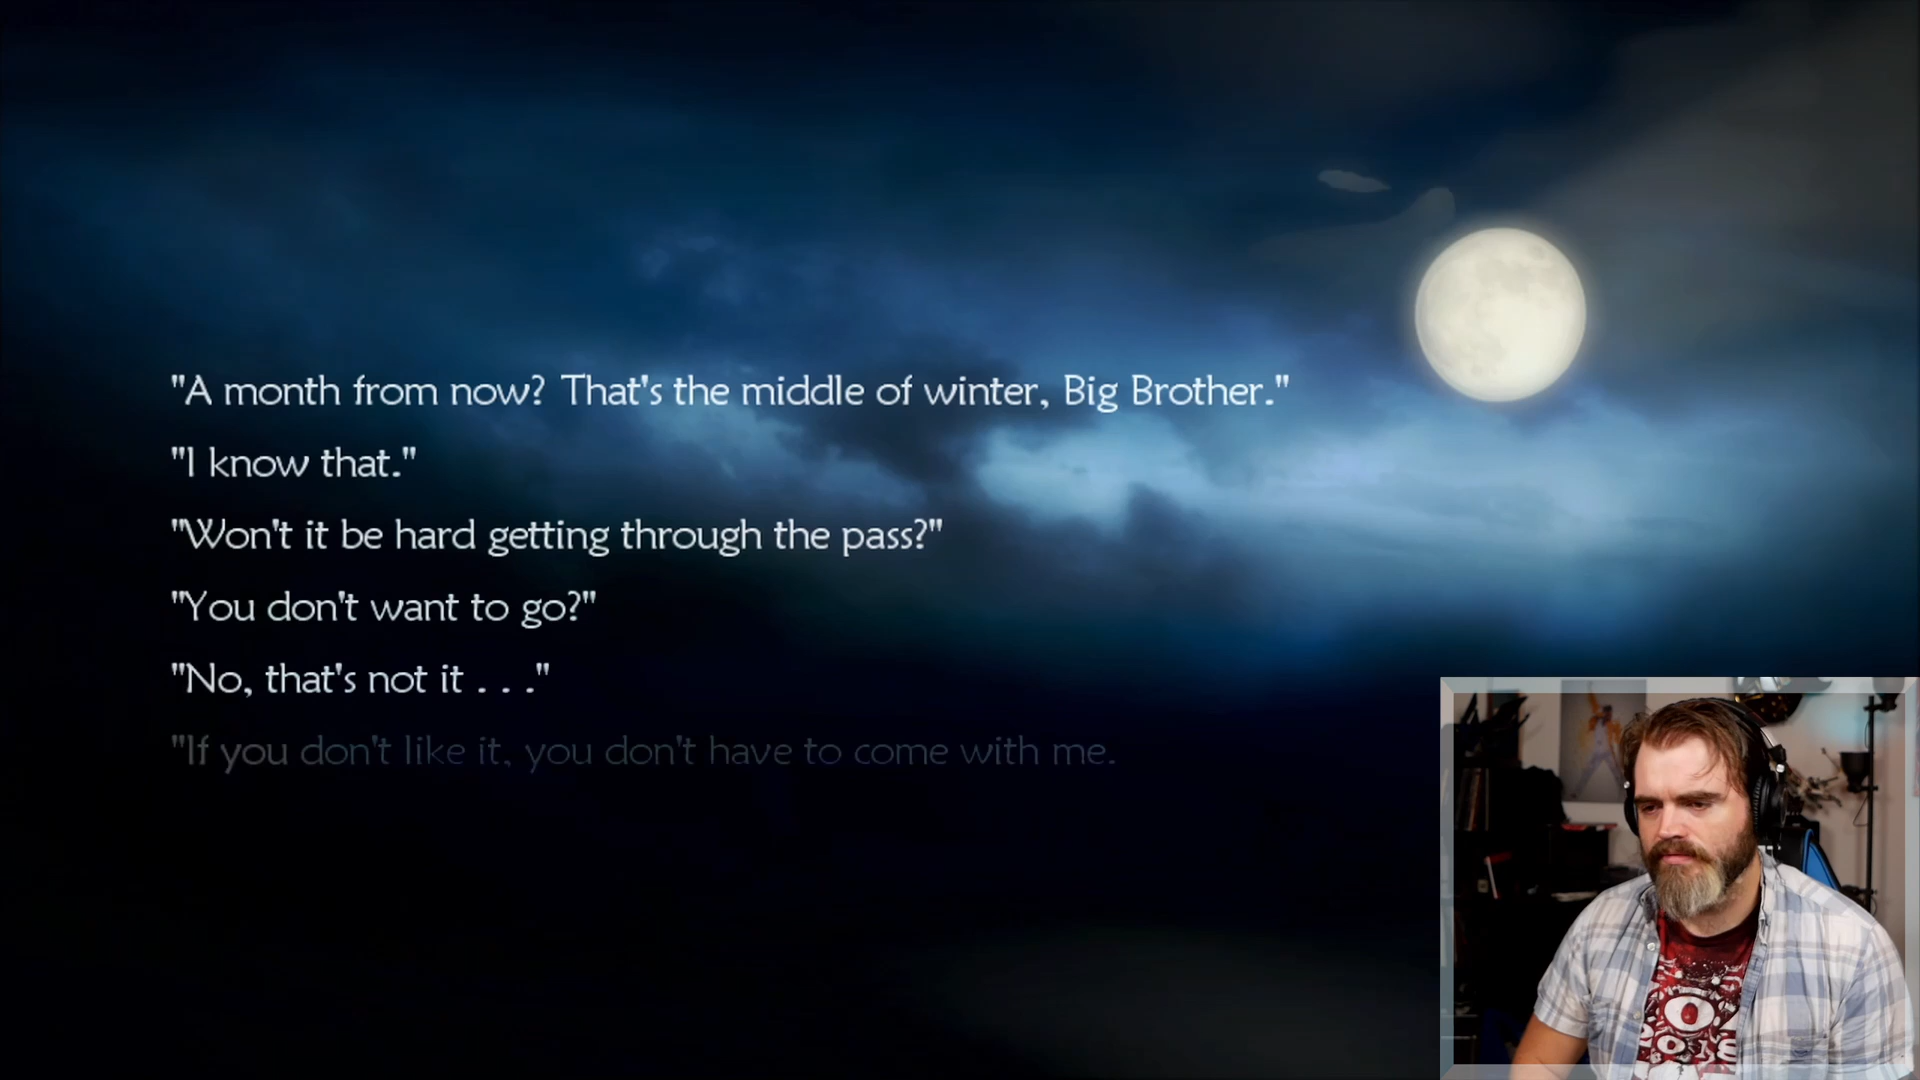 "A month from now? That's the middle of winter, Big Brother."
"I know that."
"Won't it be hard getting through the pass?"
"You don't want to go?"
"No, that's not it . . ."
"If you don't like it, you don't have to come with me.